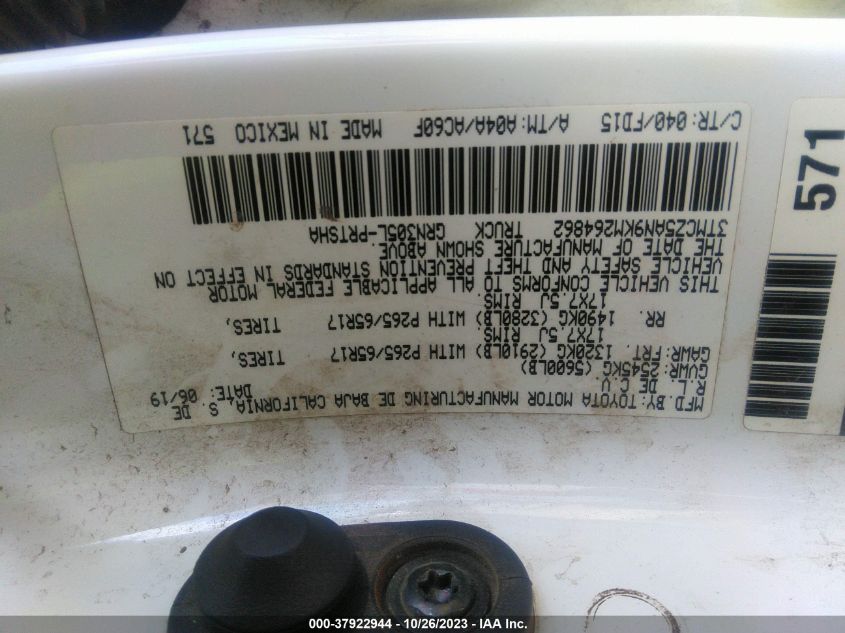 MFD. BY: TOYOTA MOTOR MANUFACTURING DE BAJA CALIFORNIA, S. DE
R. L. DE C. V. DATE: 06/19
GVWR: 2545KG (5600LB)
GAWR: FRT. 1320KG (2910LB) WITH P265/65R17 TIRES,
17X7.5J RIMS.
RR. 1490KG (3280LB) WITH P265/65R17 TIRES,
17X7.5J RIMS.
THIS VEHICLE CONFORMS TO ALL APPLICABLE FEDERAL MOTOR
VEHICLE SAFETY AND THEFT PREVENTION STANDARDS IN EFFECT ON
THE DATE OF MANUFACTURE SHOWN ABOVE.
3TMCZ5AN9KM264862 TRUCK GRN305L-PRTSHA
C/TR: 040/FD15 A/TM: A04A/AC60F MADE IN MEXICO 571
571
000-37922944 - 10/26/2023 - IAA Inc.